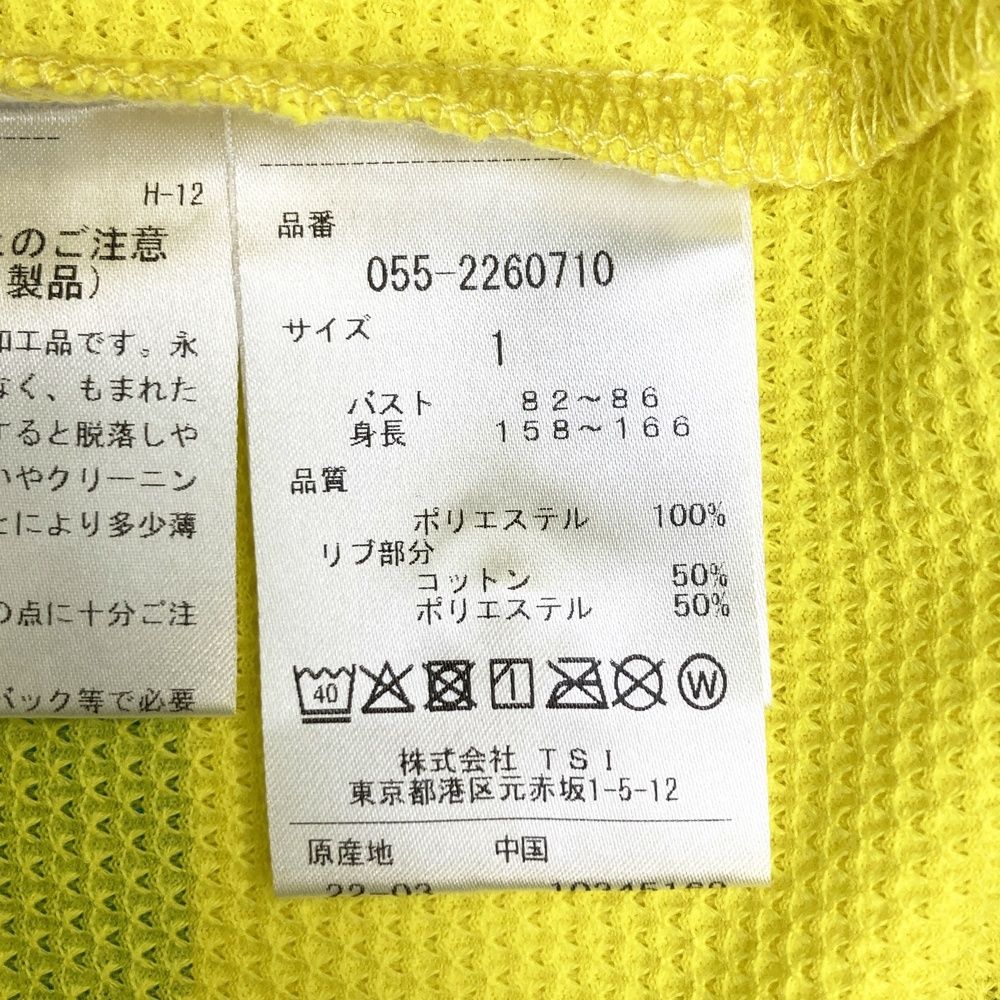 H-12
のご注意
製品)
加工品です。永
なく、もまれた
すると脱落しや
いやクリーニン
とにより多少薄
の点に十分ご注
バック等で必要
品番
055-2260710
サイズ
1
バスト 82~86
身長 158~166
品質
ポリエステル 100%
リブ部分
コットン 50%
ポリエステル 50%
40
W
株式会社 TSI
東京都港区元赤坂1-5-12
原産地 中国
22-03